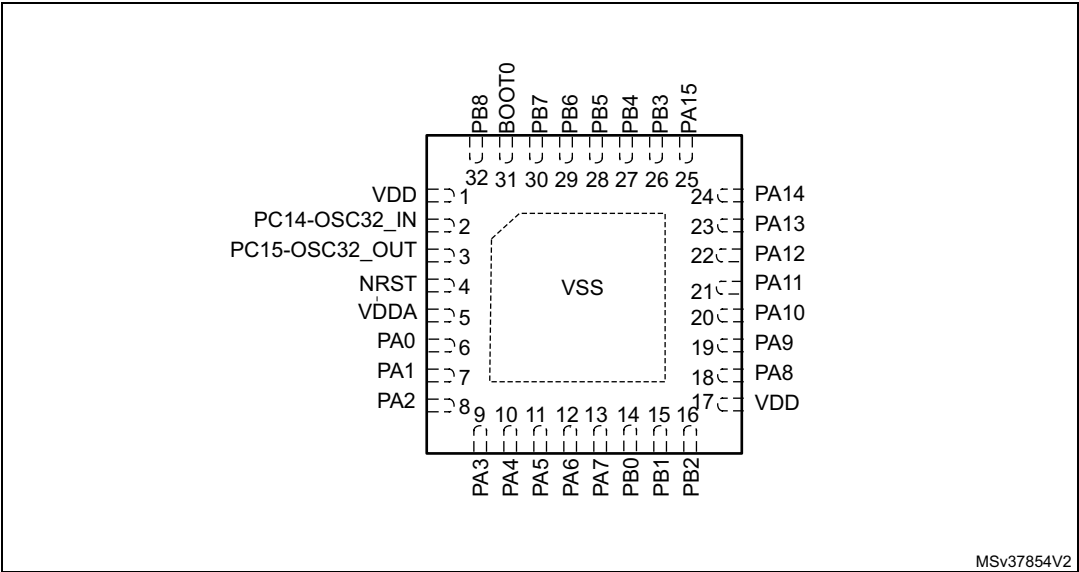 PB8
BOOT0
PB7
PB6
PB5
PB4
PB3
PA15
32 31 30 29 28 27 26 25
VDD 1
PC14-OSC32_IN 2
PC15-OSC32_OUT 3
NRST 4
VDDA 5
PA0 6
PA1 7
PA2 8
VSS
24 PA14
23 PA13
22 PA12
21 PA11
20 PA10
19 PA9
18 PA8
17 VDD
9 10 11 12 13 14 15 16
PA3
PA4
PA5
PA6
PA7
PB0
PB1
PB2
MSv37854V2